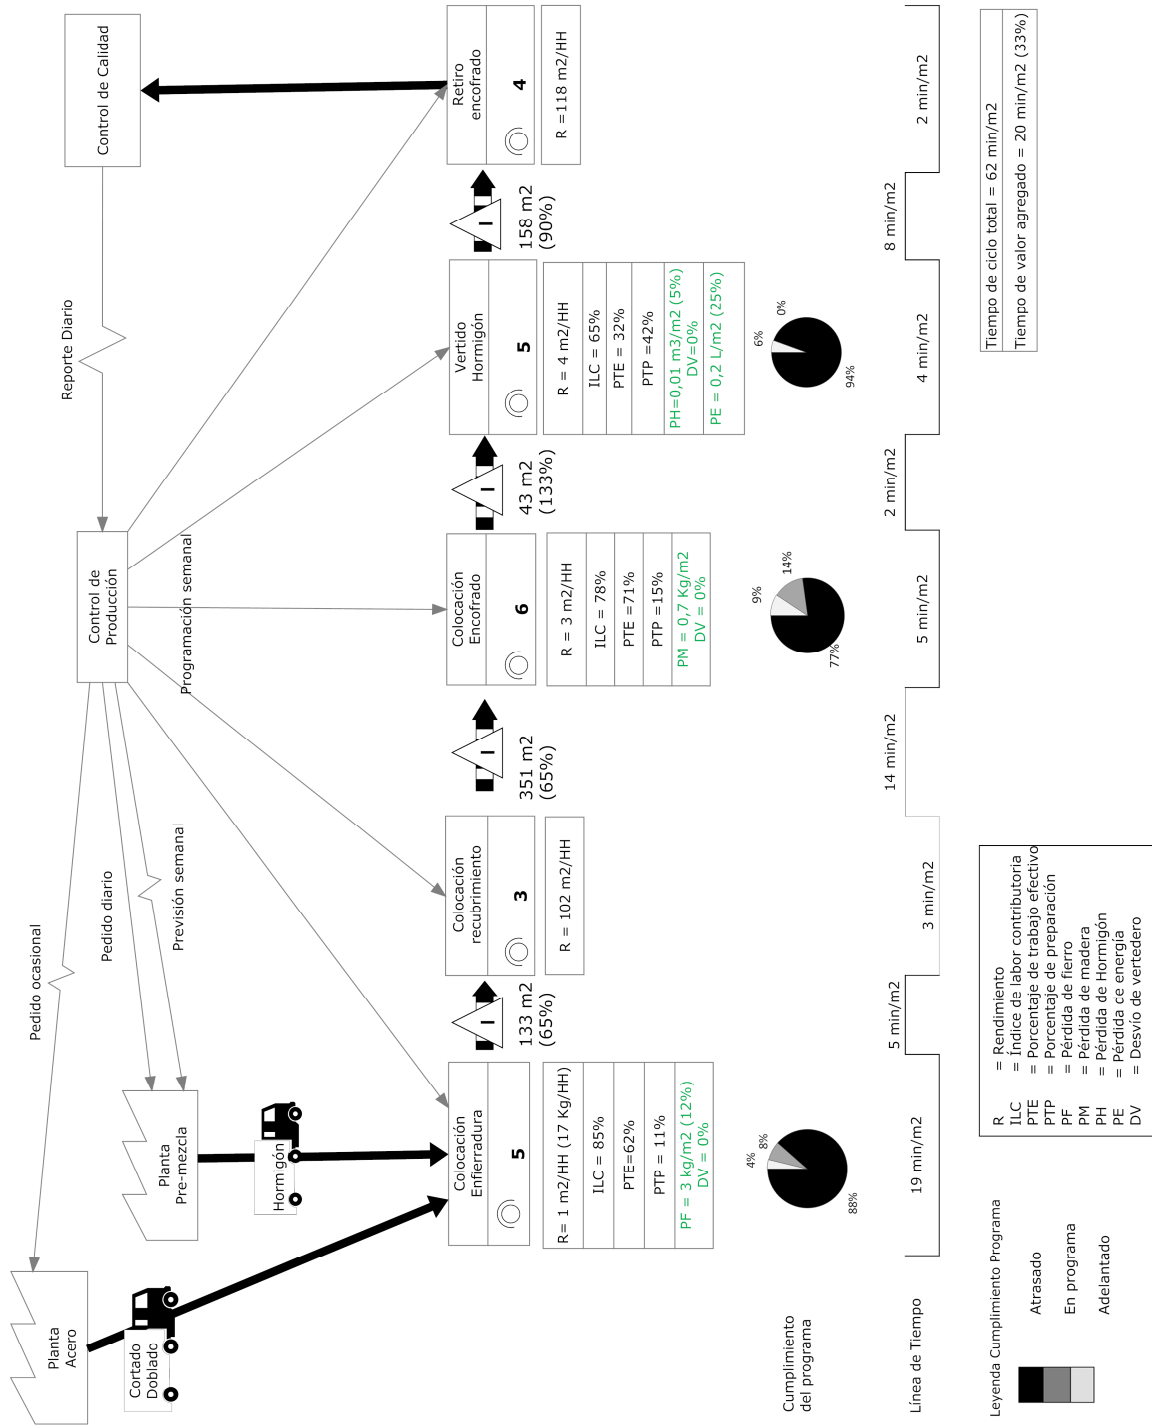 Planta
Acero
Cortado
Doblado
Pedido ocasional
Planta
Pre-mezcla
Hormigón
Pedido diario
Previsión semanal
Control de
Producción
Programación semanal
Reporte Diario
Control de Calidad
Colocación
Enfierradura
5
R= 1 m2/HH (17 Kg/HH)
ILC = 85%
PTE=62%
PTP = 11%
PF = 3 kg/m2 (12%)
DV = 0%
I
133 m2
(65%)
Colocación
recubrimiento
3
R = 102 m2/HH
I
351 m2
(65%)
Colocación
Encofrado
6
R = 3 m2/HH
ILC = 78%
PTE =71%
PTP =15%
PM = 0,7 Kg/m2
DV = 0%
I
43 m2
(133%)
Vertido
Hormigón
5
R = 4 m2/HH
ILC = 65%
PTE = 32%
PTP =42%
PH=0,01 m3/m2 (5%)
DV=0%
PE = 0,2 L/m2 (25%)
I
158 m2
(90%)
Retiro
encofrado
4
R =118 m2/HH
Cumplimiento
del programa
88%
4%
8%
77%
9%
14%
94%
6%
0%
Línea de Tiempo
19 min/m2
5 min/m2
3 min/m2
14 min/m2
5 min/m2
2 min/m2
4 min/m2
8 min/m2
2 min/m2
Leyenda Cumplimiento Programa
Atrasado
En programa
Adelantado
R = Rendimiento
ILC = Índice de labor contributoria
PTE = Porcentaje de trabajo efectivo
PTP = Porcentaje de preparación
PF = Pérdida de fierro
PM = Pérdida de madera
PH = Pérdida de Hormigón
PE = Pérdida ce energía
DV = Desvío de vertedero
Tiempo de ciclo total = 62 min/m2
Tiempo de valor agregado = 20 min/m2 (33%)